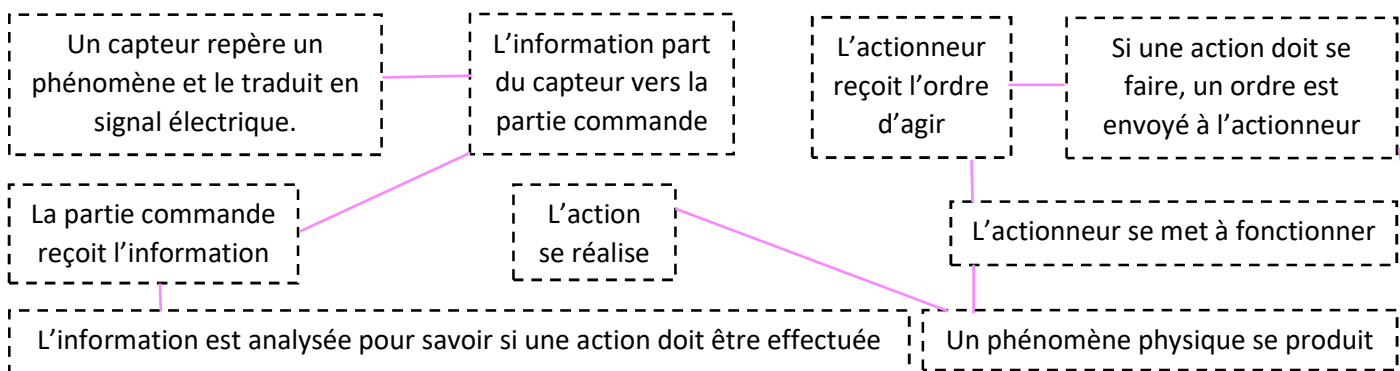 Un capteur repère un
phénomène et le traduit en
signal électrique.
L’information part
du capteur vers la
partie commande
L’actionneur
reçoit l’ordre
d’agir
Si une action doit se
faire, un ordre est
envoyé à l’actionneur
La partie commande
reçoit l’information
L’action
se réalise
L’actionneur se met à fonctionner
L’information est analysée pour savoir si une action doit être effectuée
Un phénomène physique se produit